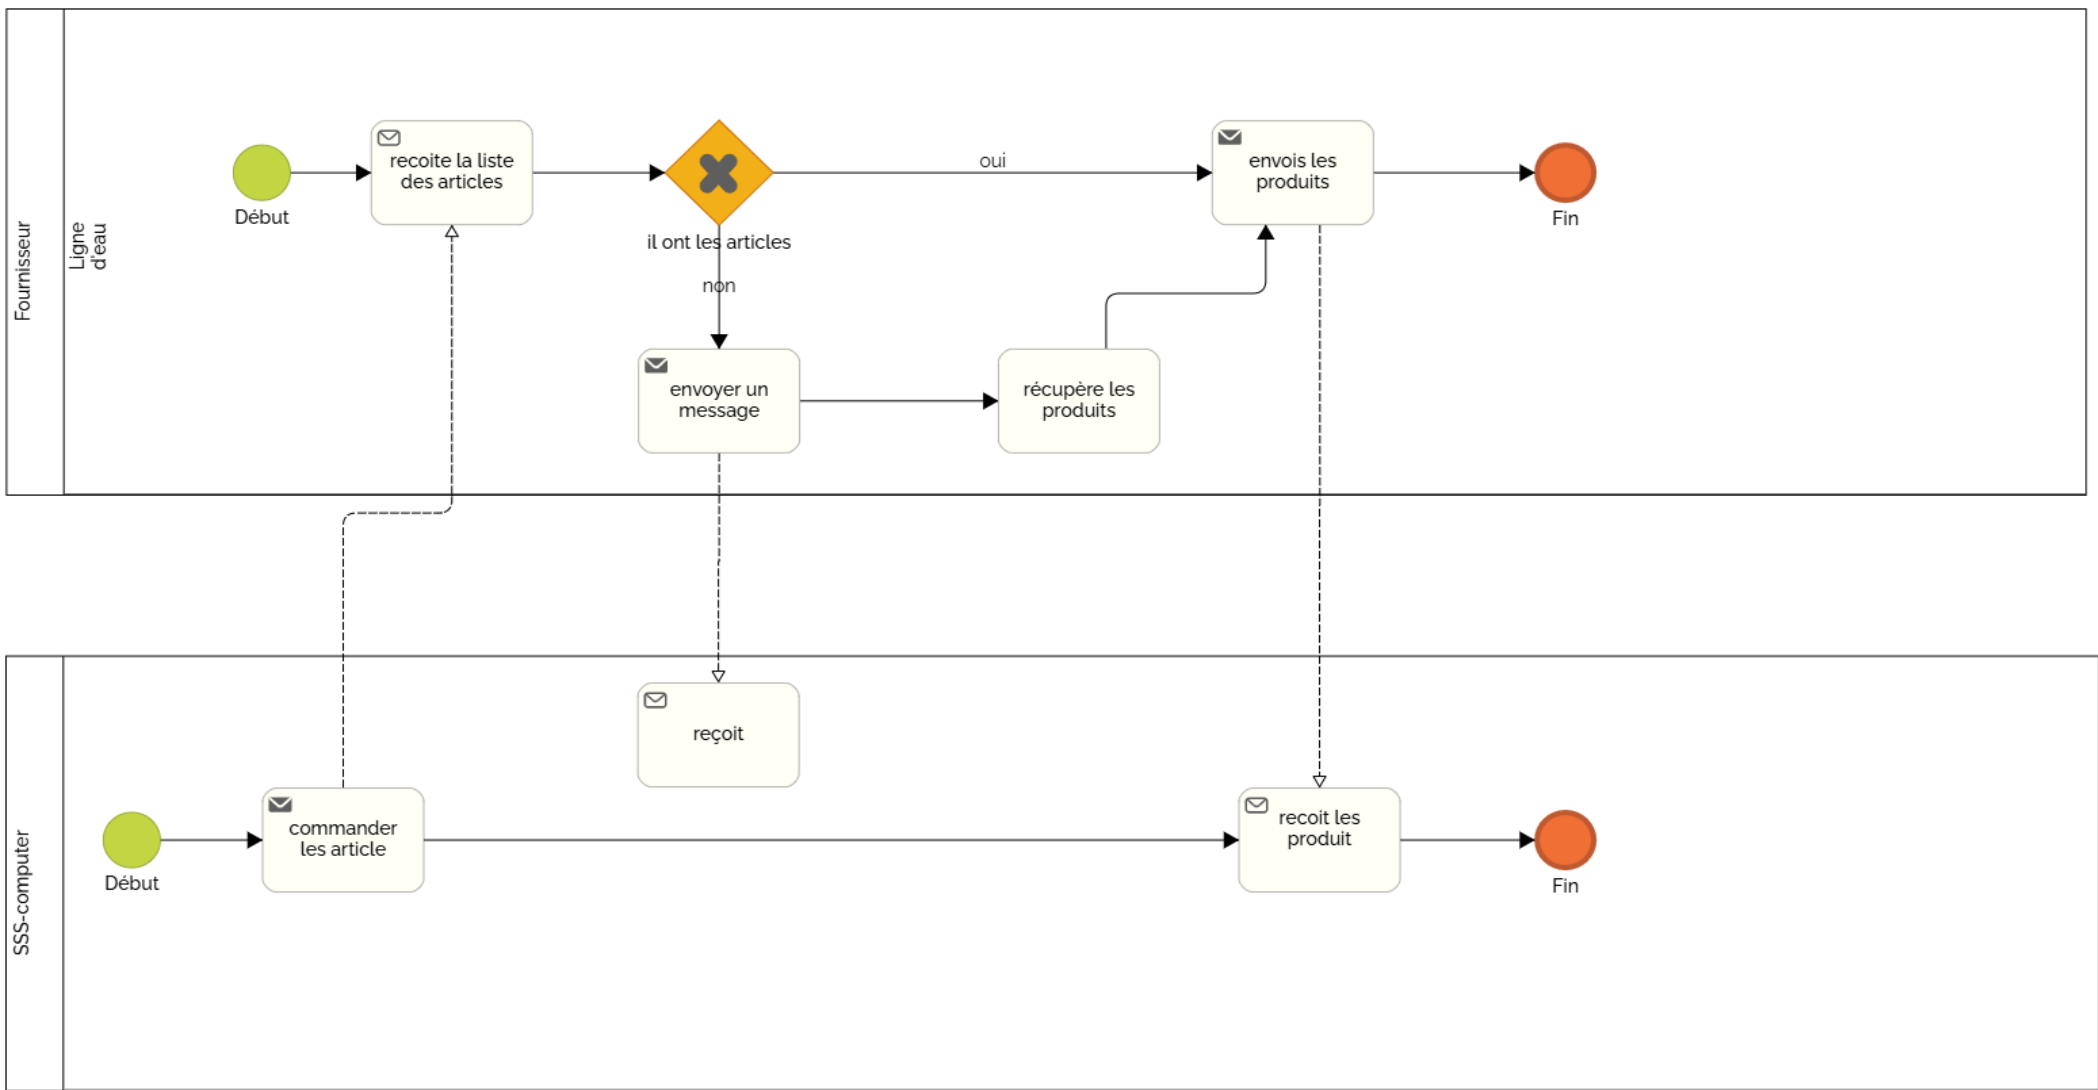 Fournisseur
Ligne
d'eau
Début
recoite la liste
des articles
il ont les articles
oui
non
envois les
produits
Fin
envoyer un
message
récupère les
produits
SSS-computer
reçoit
Début
commander
les article
recoit les
produit
Fin